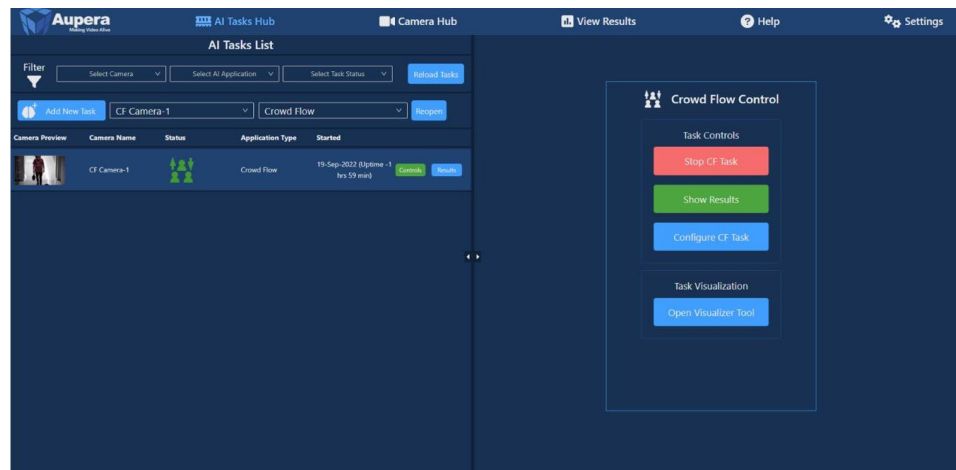 Aupera
Making Video Alive
AI Tasks Hub
Camera Hub
View Results
Help
Settings
AI Tasks List
Filter
Select Camera
Select AI Application
Select Task Status
Reload Tasks
Add New Task
CF Camera-1
Crowd Flow
Reopen
Camera Preview
Camera Name
Status
Application Type
Started
CF Camera-1
Crowd Flow
19-Sep-2022 (Uptime -1
hrs 59 min)
Controls
Results
Crowd Flow Control
Task Controls
Stop CF Task
Show Results
Configure CF Task
Task Visualization
Open Visualizer Tool